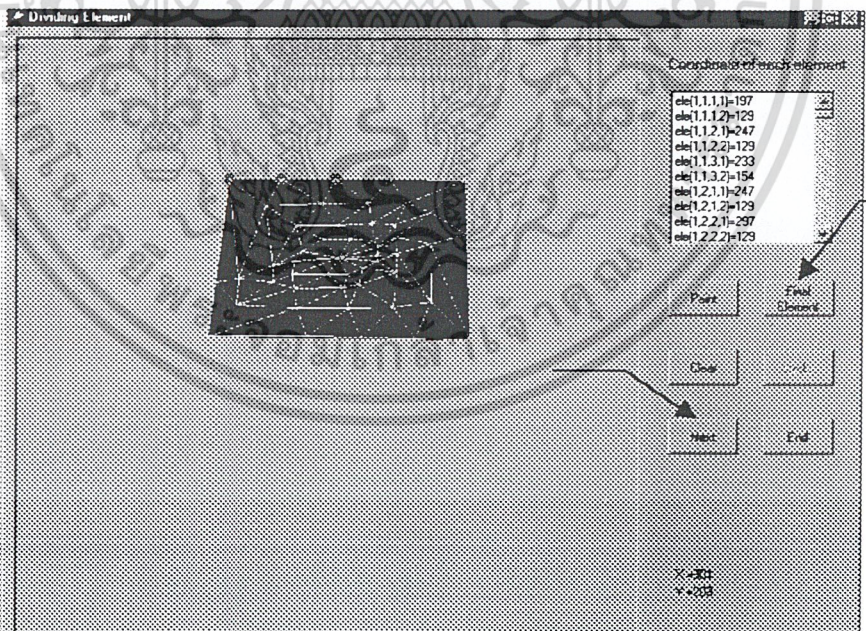 Dividing Element
Coordinate of each element
ele(1,1,1,1)=197
ele(1,1,1,2)=129
ele(1,1,2,1)=247
ele(1,1,2,2)=129
ele(1,1,3,1)=233
ele(1,1,3,2)=154
ele(1,2,1,1)=247
ele(1,2,1,2)=129
ele(1,2,2,1)=297
ele(1,2,2,2)=129
Point
Final
Element
Clear
Next
End
X =301
Y =203